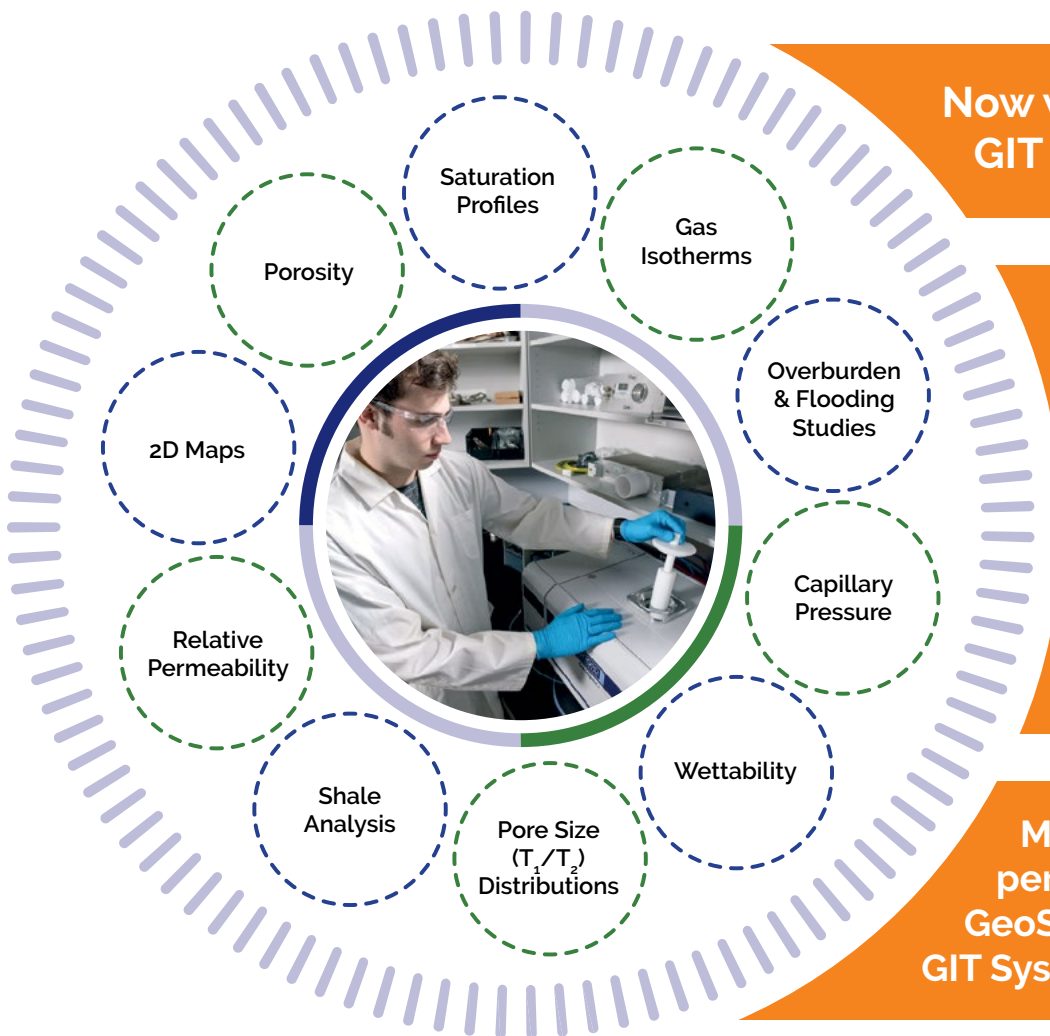 Saturation
Profiles
Gas
Isotherms
Overburden
& Flooding
Studies
Capillary
Pressure
Wettability
Pore Size
(T₁/T₂)
Distributions
Shale
Analysis
Relative
Permeability
2D Maps
Porosity
Now
GIT
GIT